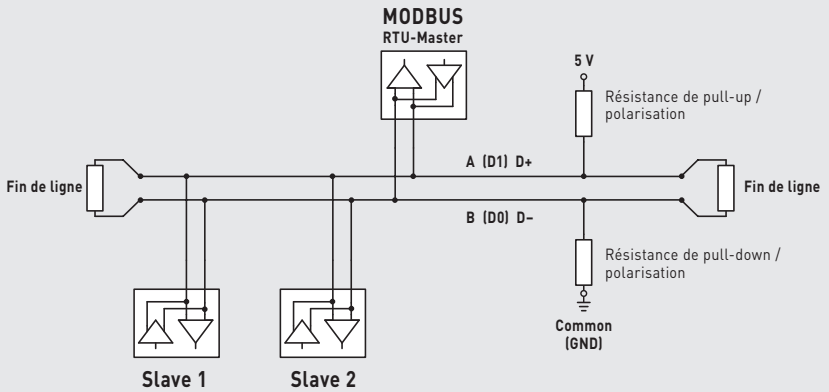 MODBUS
RTU-Master
5 V
Résistance de pull-up /
polarisation
A (D1) D+
Fin de ligne
Fin de ligne
B (D0) D–
Résistance de pull-down /
polarisation
Common
(GND)
Slave 1
Slave 2